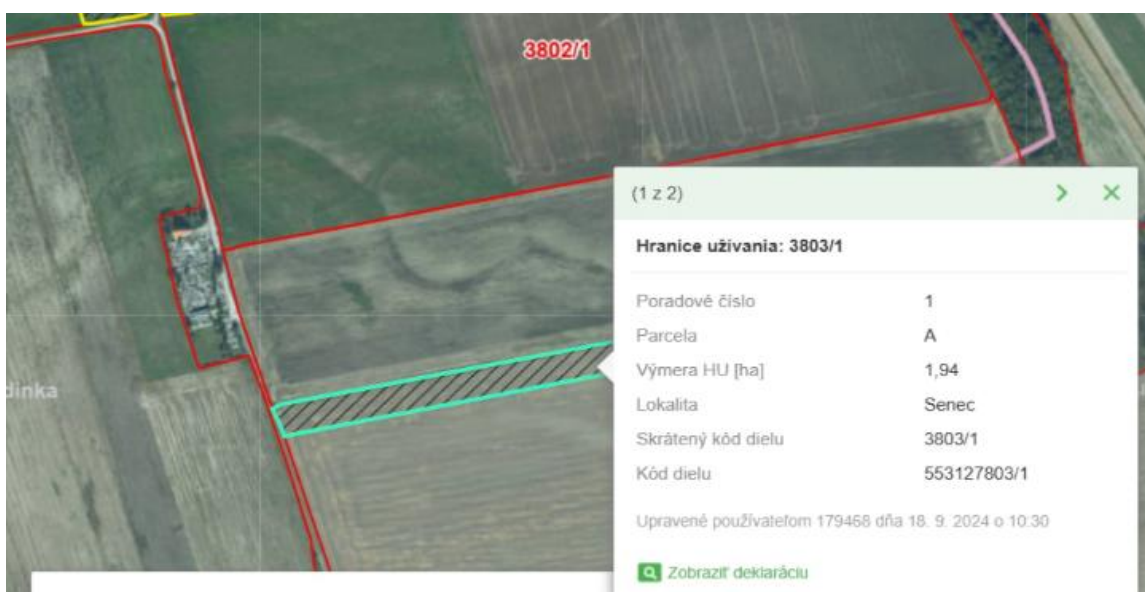 3802/1
dinka
(1 z 2)
Hranice užívania: 3803/1
Poradové číslo 1
Parcela A
Výmera HU [ha] 1,94
Lokalita Senec
Skrátený kód dielu 3803/1
Kód dielu 553127803/1
Upravené používateľom 179468 dňa 18. 9. 2024 o 10:30
Zobraziť deklaráciu